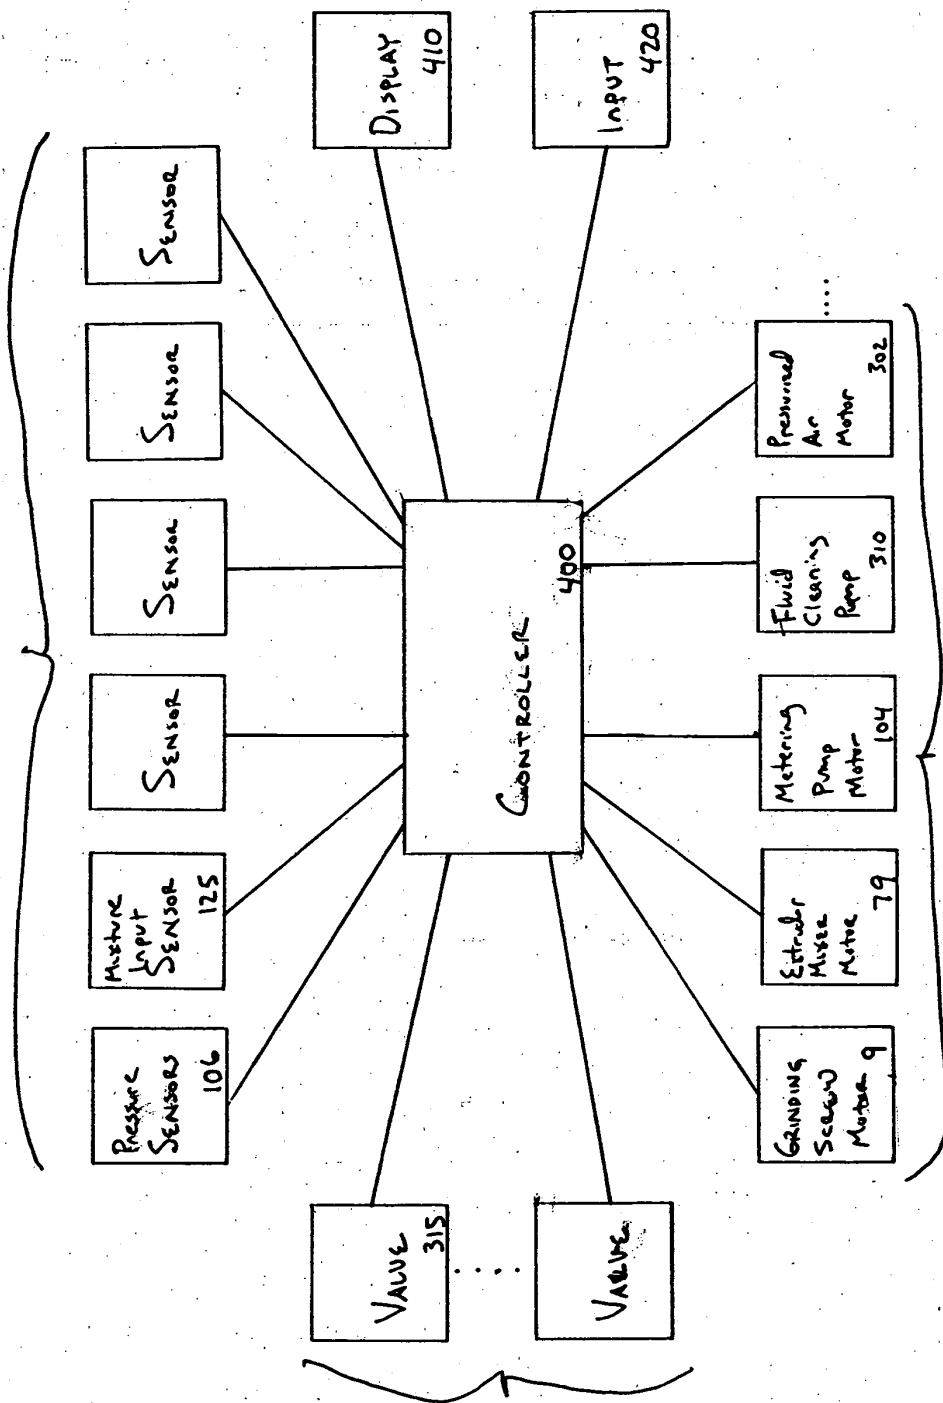 Pressure
SENSORS
106
Mixture
Input
SENSOR
125
SENSOR
SENSOR
SENSOR
SENSOR
VALVE
315
....
VALVE
CONTROLLER
400
DISPLAY
410
INPUT
420
GRINDING
SCREW
Motor 9
Extruder
Mixer
Motor
79
Metering
Pump
Motor
104
Fluid
Cleaning
Pump
310
Pressurized
Air
Motor
302
....